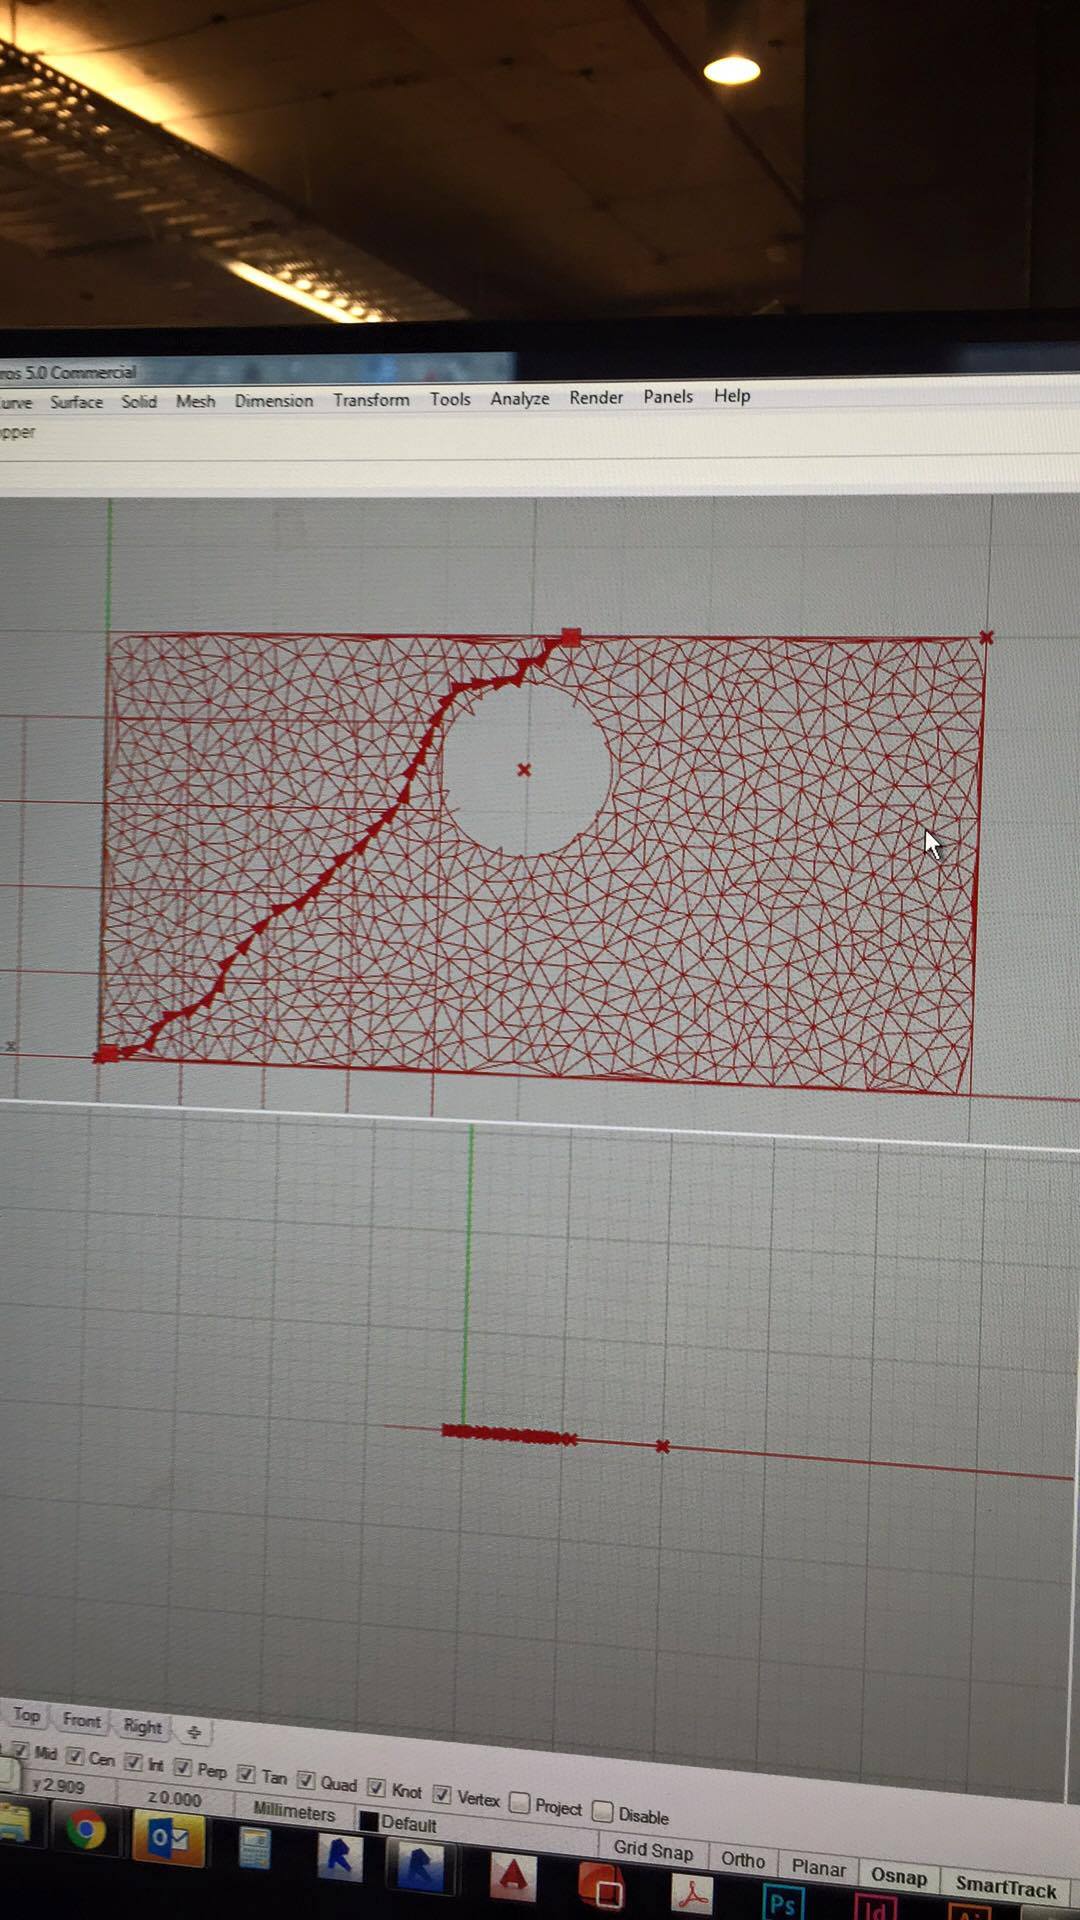 ros 5.0 Commercial
urve Surface Solid Mesh Dimension Transform Tools Analyze Render Panels Help
pper
x
Top Front Right
Mid Cen Int Perp Tan Quad Knot Vertex Project Disable
y 2.909 z 0.000 Millimeters Default Grid Snap Ortho Planar Osnap SmartTrack
Ps Id Ai